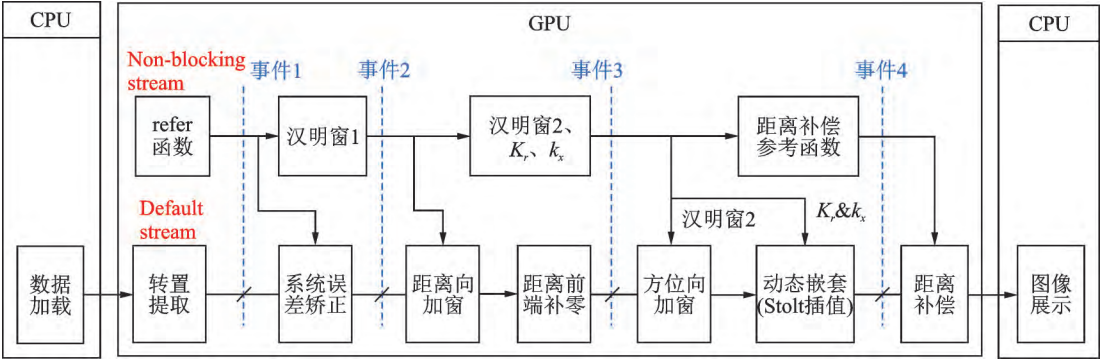 CPU
GPU
CPU
Non-blocking
stream
事件1
事件2
事件3
事件4
refer
函数
汉明窗1
汉明窗2、
Kr、kx
距离补偿
参考函数
Default
stream
汉明窗2
Kr&kx
数据
加载
转置
提取
系统误
差矫正
距离向
加窗
距离前
端补零
方位向
加窗
动态嵌套
(Stolt插值)
距离
补偿
图像
展示